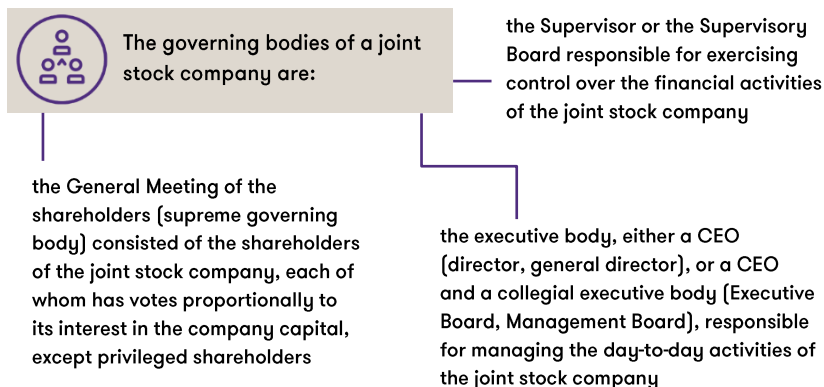 The governing bodies of a joint
stock company are:
the Supervisor or the Supervisory
Board responsible for exercising
control over the financial activities
of the joint stock company
the General Meeting of the
shareholders (supreme governing
body) consisted of the shareholders
of the joint stock company, each of
whom has votes proportionally to
its interest in the company capital,
except privileged shareholders
the executive body, either a CEO
(director, general director), or a CEO
and a collegial executive body (Executive
Board, Management Board), responsible
for managing the day-to-day activities of
the joint stock company